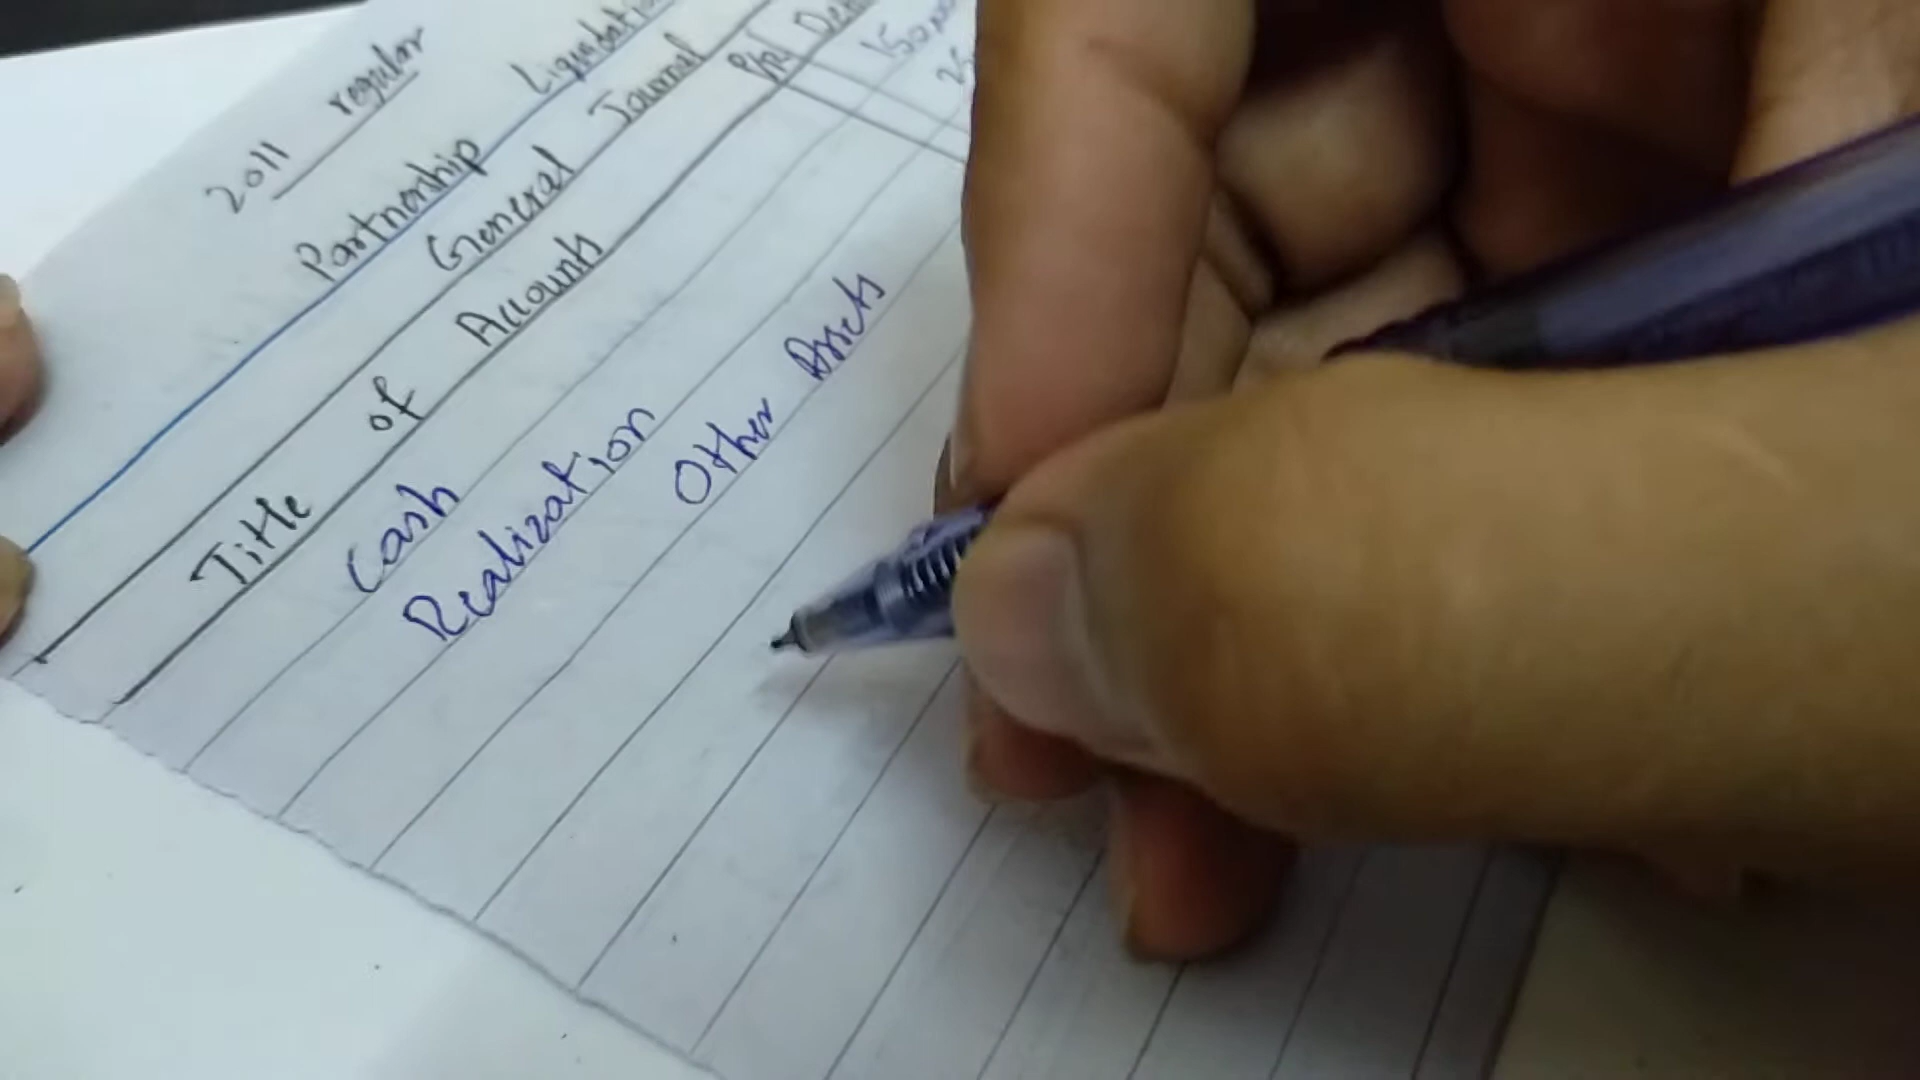 2011 regular
Partnership Liquidation
General Journal
Title of Accounts P/R
Cash
Realization
Other Assets